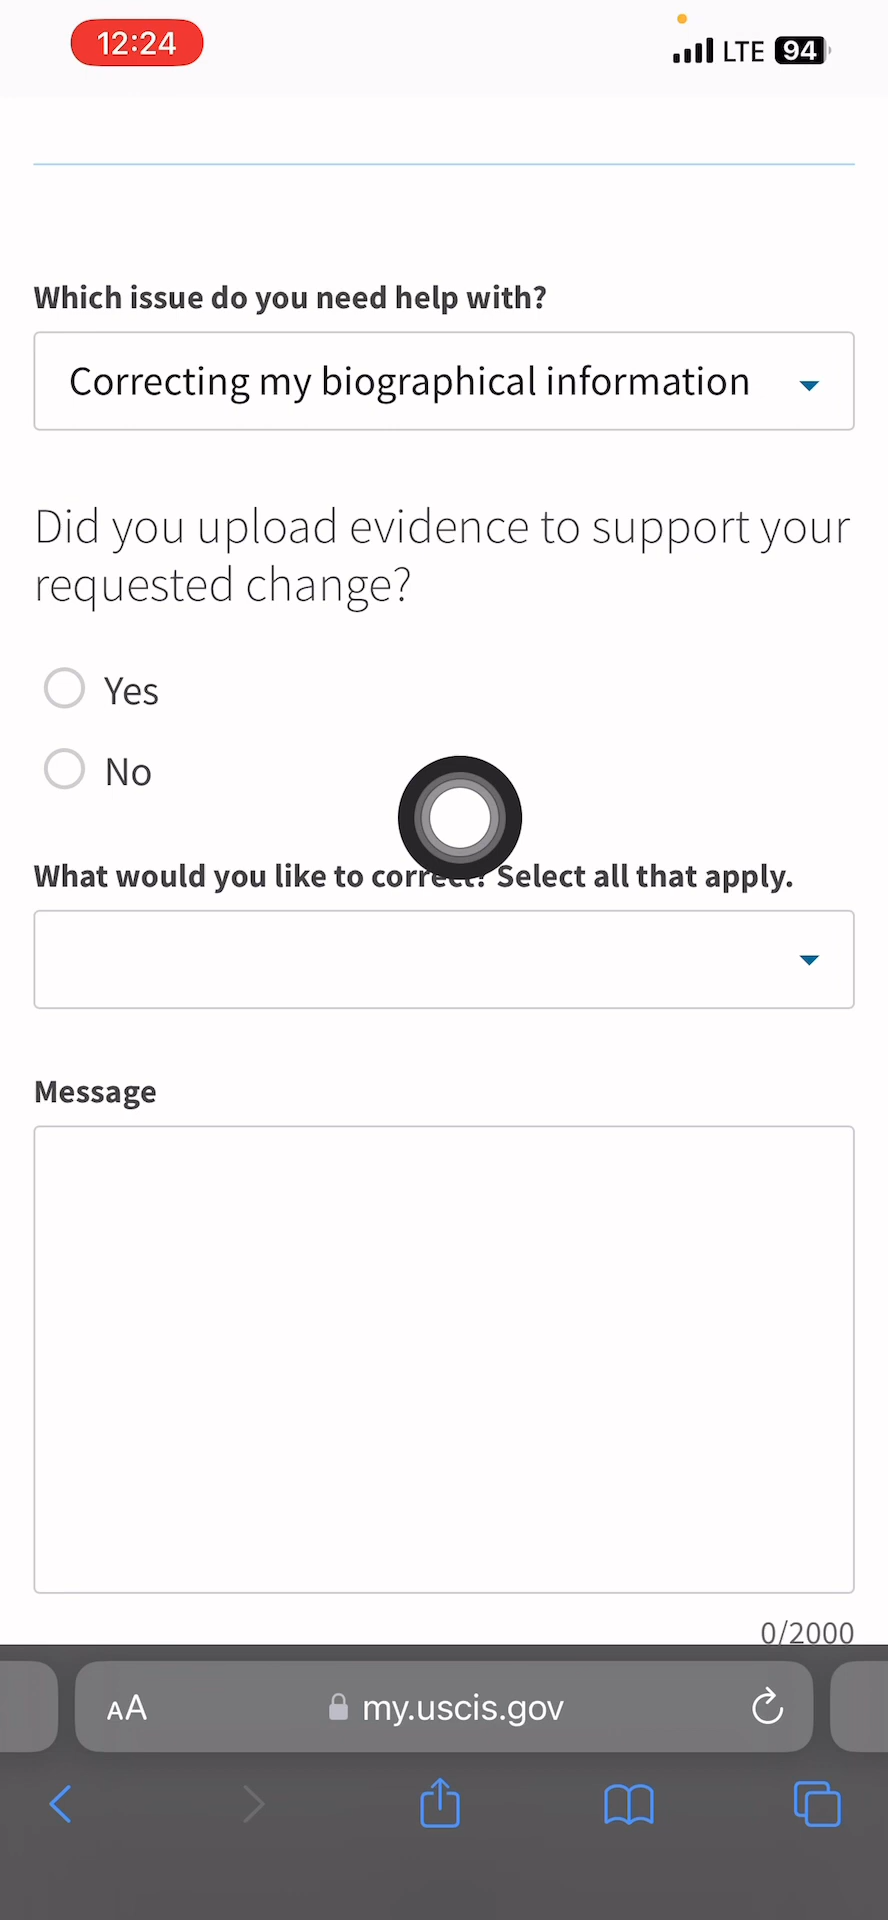 12:24
LTE 94
Which issue do you need help with?
Correcting my biographical information
Did you upload evidence to support your
requested change?
Yes
No
What would you like to correct? Select all that apply.
Message
0/2000
AA my.uscis.gov